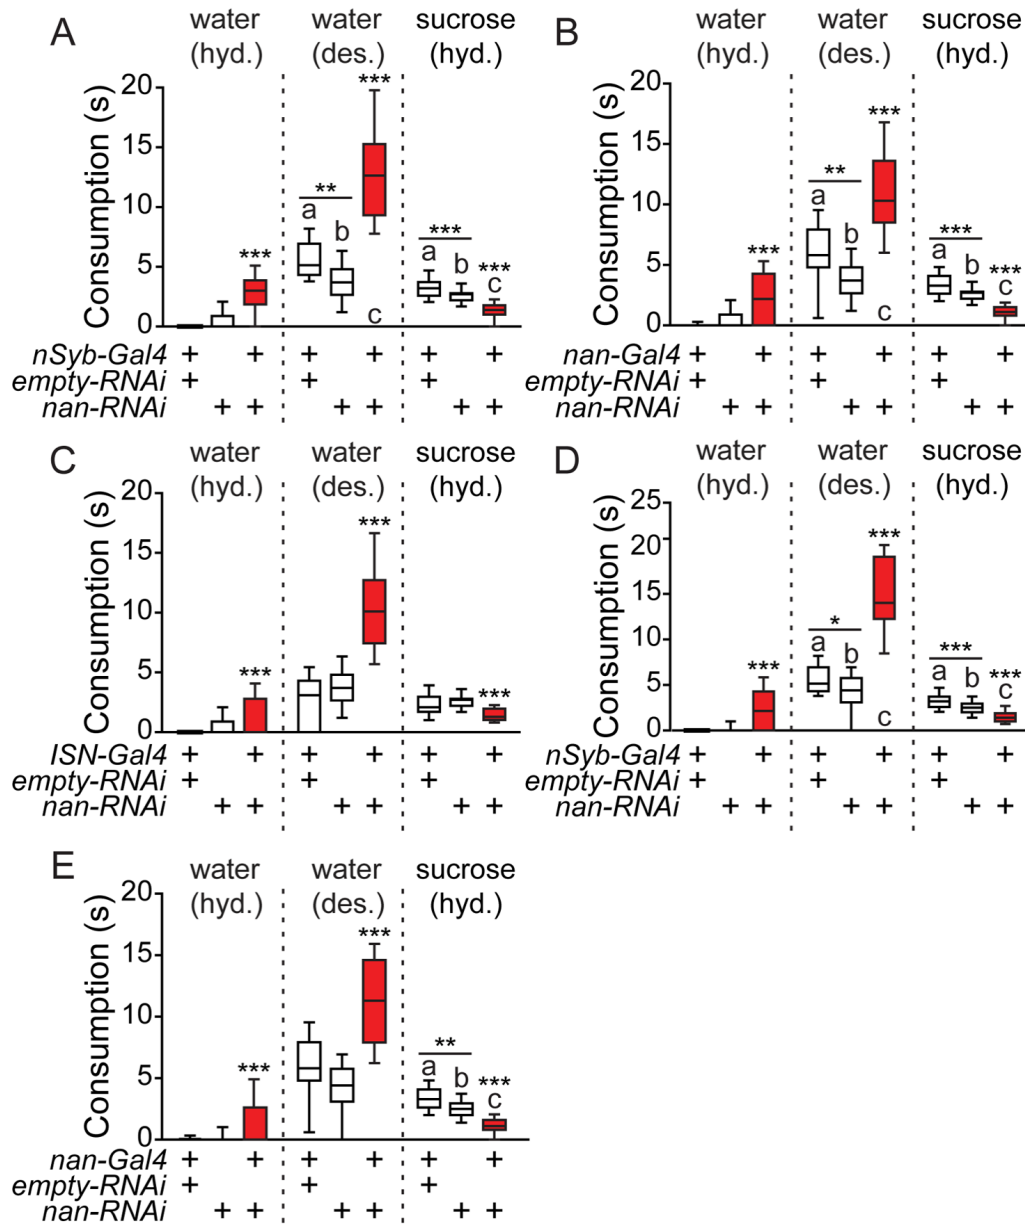 A
water water sucrose
(hyd.) (des.) (hyd.)
Consumption (s)
20
15
10
5
0
***
**
a
b
c
***
***
a
b
***
c
nSyb-Gal4 + + + + + +
empty-RNAi + + +
nan-RNAi + + + + + +
B
water water sucrose
(hyd.) (des.) (hyd.)
Consumption (s)
20
15
10
5
0
***
**
a
b
c
***
***
a
b
***
c
nan-Gal4 + + + + + +
empty-RNAi + + +
nan-RNAi + + + + + +
C
water water sucrose
(hyd.) (des.) (hyd.)
Consumption (s)
20
15
10
5
0
***
***
***
ISN-Gal4 + + + + + +
empty-RNAi + + +
nan-RNAi + + + + + +
D
water water sucrose
(hyd.) (des.) (hyd.)
Consumption (s)
25
20
15
10
5
0
***
*
a
b
c
***
***
a
b
***
c
nSyb-Gal4 + + + + + +
empty-RNAi + + +
nan-RNAi + + + + + +
E
water water sucrose
(hyd.) (des.) (hyd.)
Consumption (s)
20
15
10
5
0
***
***
**
a
b
***
c
nan-Gal4 + + + + + +
empty-RNAi + + +
nan-RNAi + + + + + +